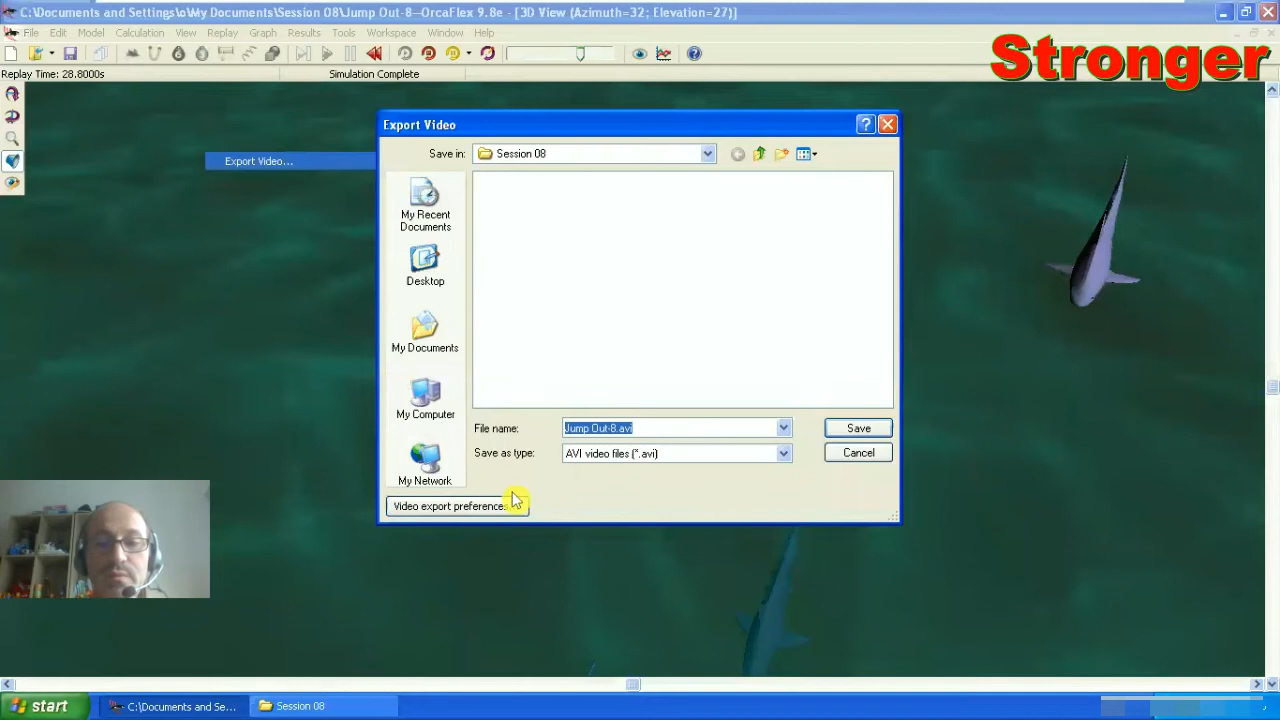 C:\Documents and Settings\o\My Documents\Session 08\Jump Out-8 - OrcaFlex 9.8e - [3D View (Azimuth=32; Elevation=27)]
File Edit Model Calculation View Replay Graph Results Tools Workspace Window Help
Stronger
Replay Time: 28.8000s
Simulation Complete
Export Video...
Export Video
Save in:
Session 08
My Recent
Documents
Desktop
My Documents
My Computer
My Network
File name:
Jump Out-8.avi
Save
Save as type:
AVI video files (*.avi)
Cancel
Video export preferences
start
C:\Documents and Se...
Session 08